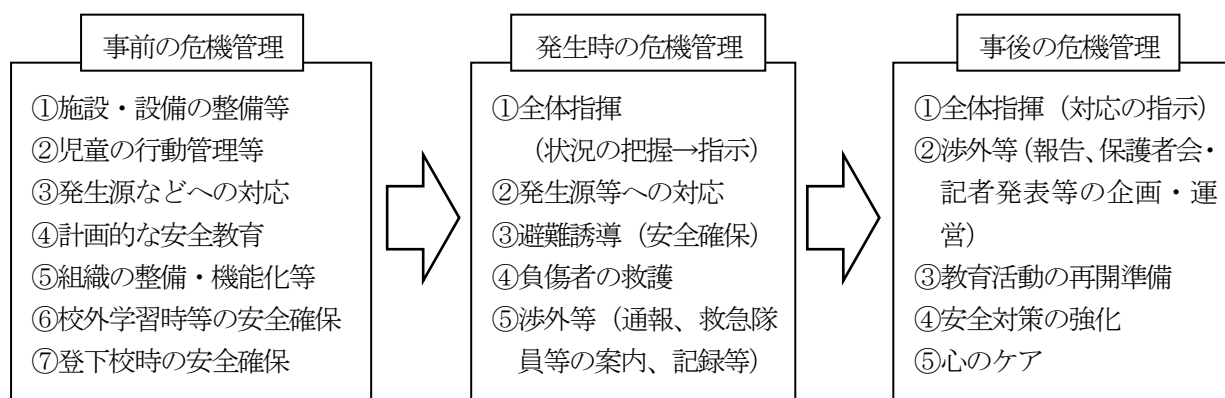 事前の危機管理
①施設・設備の整備等
②児童の行動管理等
③発生源などへの対応
④計画的な安全教育
⑤組織の整備・機能化等
⑥校外学習時等の安全確保
⑦登下校時の安全確保
発生時の危機管理
①全体指揮
（状況の把握→指示）
②発生源等への対応
③避難誘導（安全確保）
④負傷者の救護
⑤渉外等（通報、救急隊
員等の案内、記録等）
事後の危機管理
①全体指揮（対応の指示）
②渉外等（報告、保護者会・
記者発表等の企画・運
営）
③教育活動の再開準備
④安全対策の強化
⑤心のケア